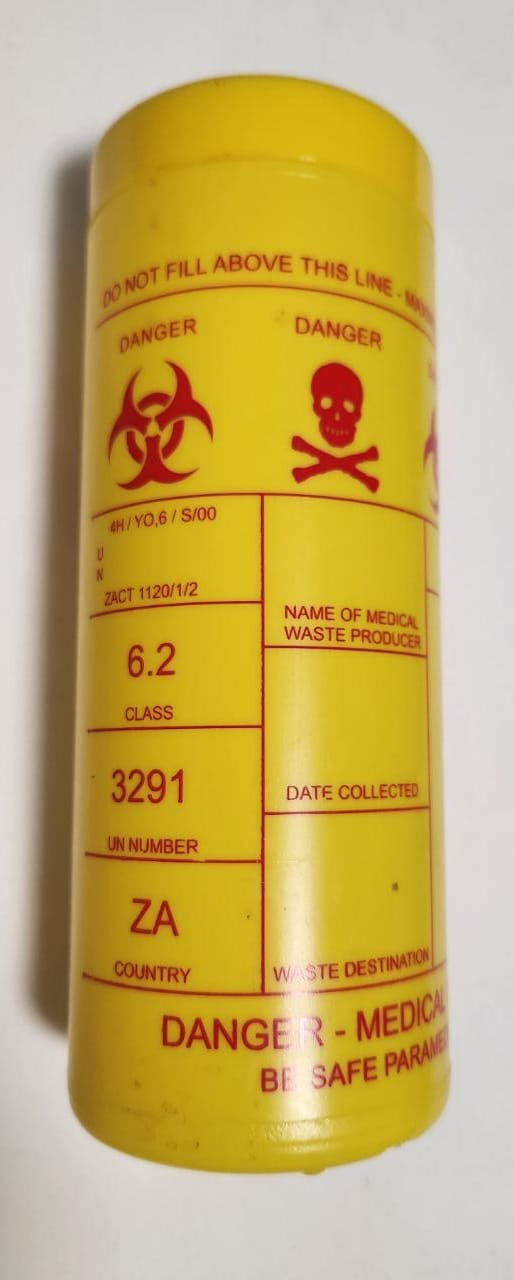 DO NOT FILL ABOVE THIS LINE -
DANGER DANGER
4H / YO,6 / S/00
UN
ZACT 1120/1/2
NAME OF MEDICAL
WASTE PRODUCER
6.2
CLASS
DATE COLLECTED
3291
UN NUMBER
ZA
COUNTRY
WASTE DESTINATION
DANGER - MEDICAL
BE SAFE